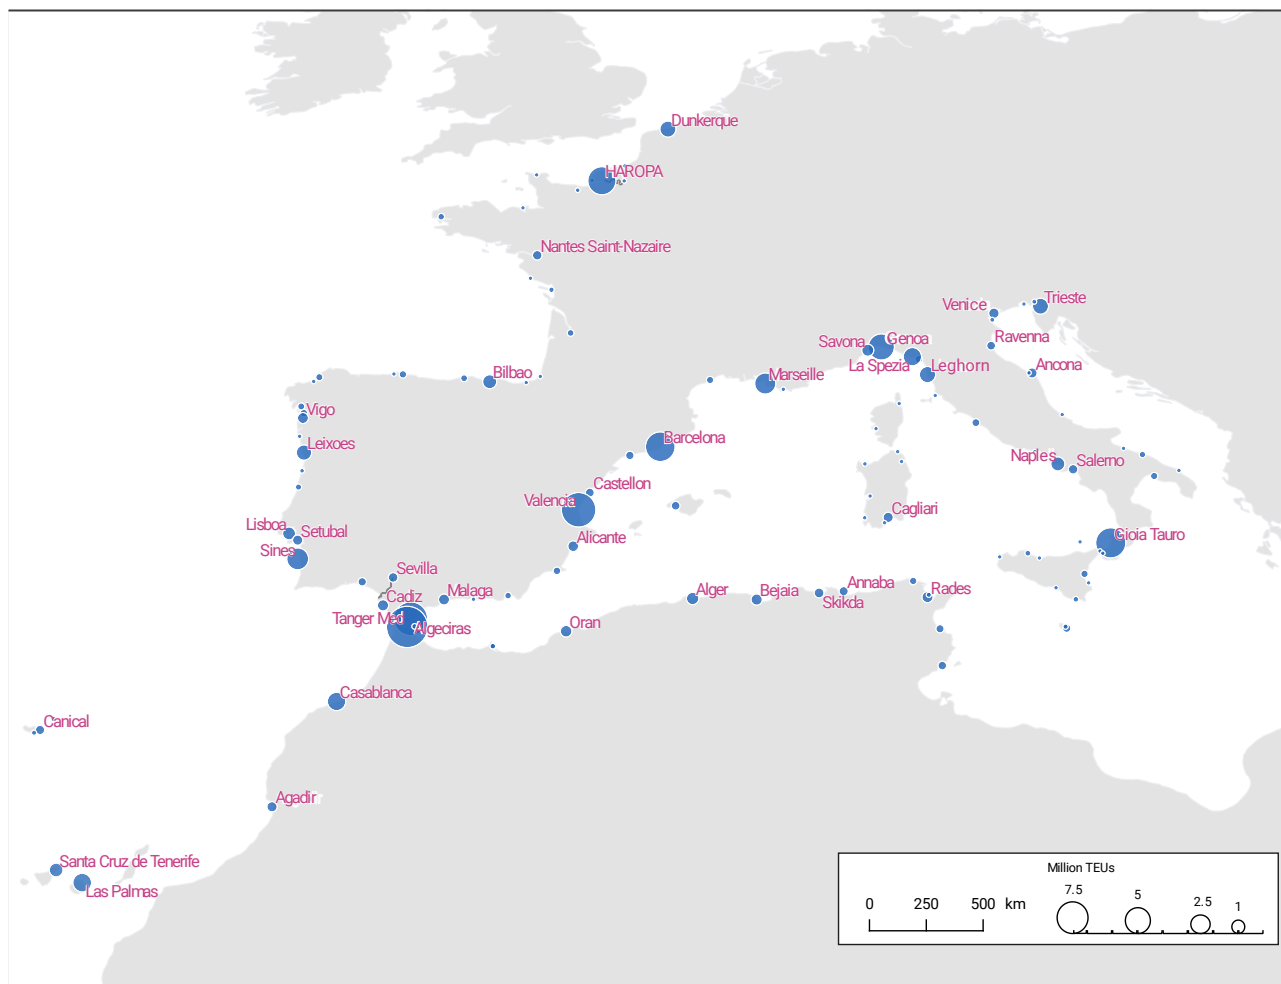 Dunkerque
HAROPA
Nantes Saint-Nazaire
Venice
Trieste
Savona
Genoa
Ravenna
La Spezia
Leghorn
Ancona
Bilbao
Marseille
Vigo
Leixoes
Barcelona
Naples
Salerno
Castellon
Valencia
Cagliari
Lisboa
Setubal
Alicante
Gioia Tauro
Sines
Sevilla
Cadiz
Malaga
Alger
Bejaia
Annaba
Skikda
Rades
Tanger Med
Algeciras
Oran
Casablanca
Canical
Agadir
Santa Cruz de Tenerife
Las Palmas
Million TEUs
7.5 5 2.5 1
0 250 500 km